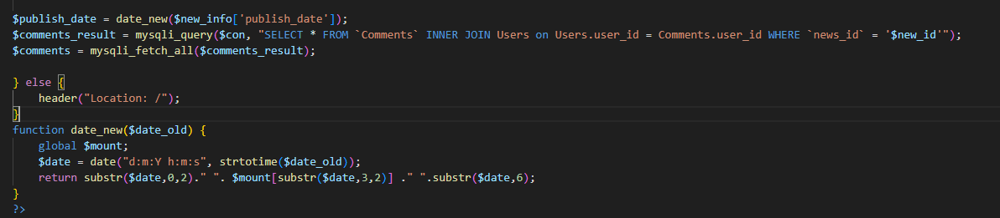 $publish_date = date_new($new_info['publish_date']);
$comments_result = mysqli_query($con, "SELECT * FROM `Comments` INNER JOIN Users on Users.user_id = Comments.user_id WHERE `news_id` = '$new_id'");
$comments = mysqli_fetch_all($comments_result);
} else {
header("Location: /");
}
function date_new($date_old) {
global $mount;
$date = date("d:m:Y h:m:s", strtotime($date_old));
return substr($date,0,2)." ". $mount[substr($date,3,2)] ." ".substr($date,6);
}
?>